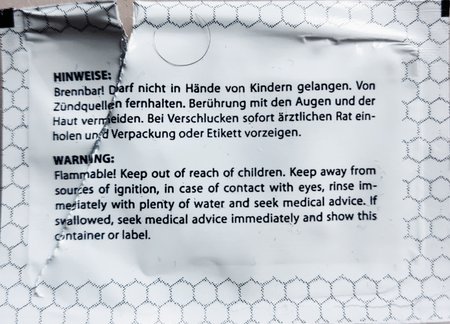 HINWEISE:
Brennbar! Darf nicht in Hände von Kindern gelangen. Von
Zündquellen fernhalten. Berührung mit den Augen und der
Haut vermeiden. Bei Verschlucken sofort ärztlichen Rat ein-
holen und Verpackung oder Etikett vorzeigen.
WARNING:
Flammable! Keep out of reach of children. Keep away from
sources of ignition, in case of contact with eyes, rinse im-
mediately with plenty of water and seek medical advice. If
swallowed, seek medical advice immediately and show this
container or label.